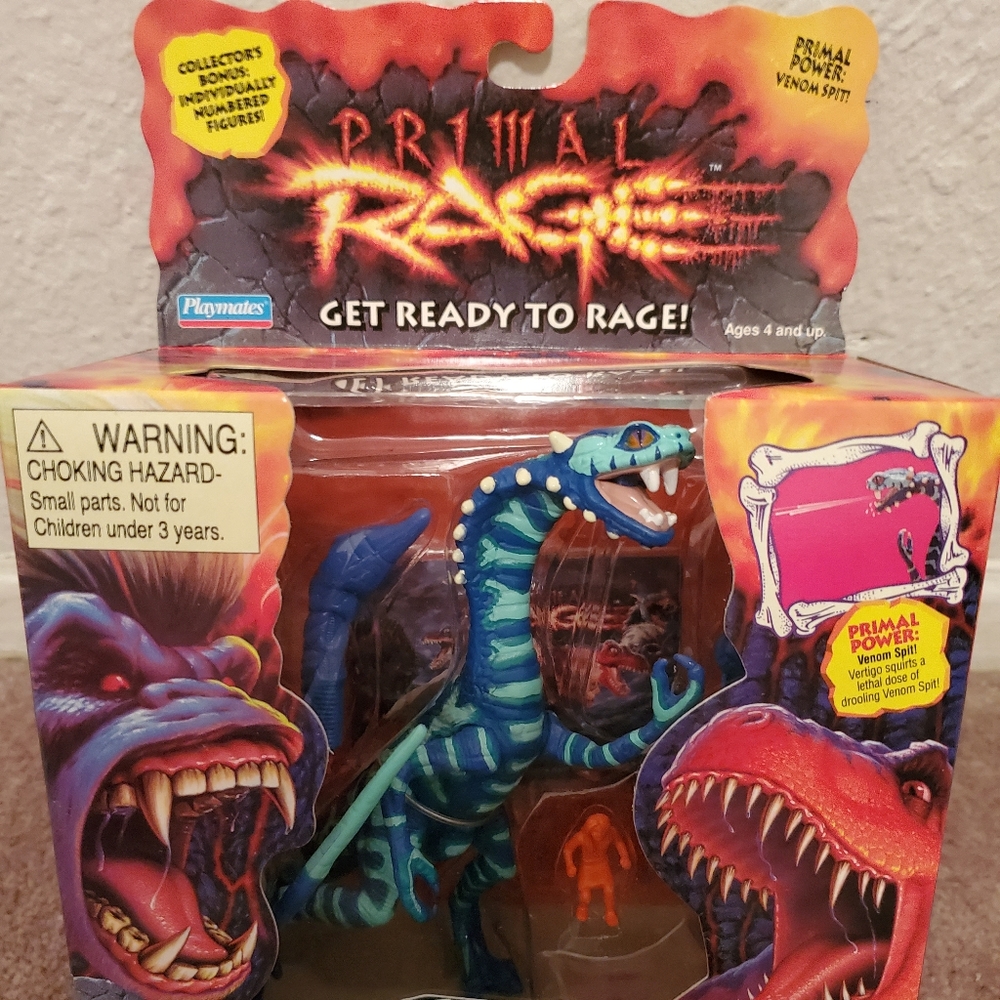 COLLECTOR'S
BONUS:
INDIVIDUALLY
NUMBERED
FIGURES!
PRIMAL
POWER:
VENOM SPIT!
PRIMAL
RAGE
™
Playmates
GET READY TO RAGE!
Ages 4 and up.
⚠ WARNING:
CHOKING HAZARD-
Small parts. Not for
Children under 3 years.
PRIMAL
POWER:
Venom Spit!
Vertigo squirts a
lethal dose of
drooling Venom Spit!